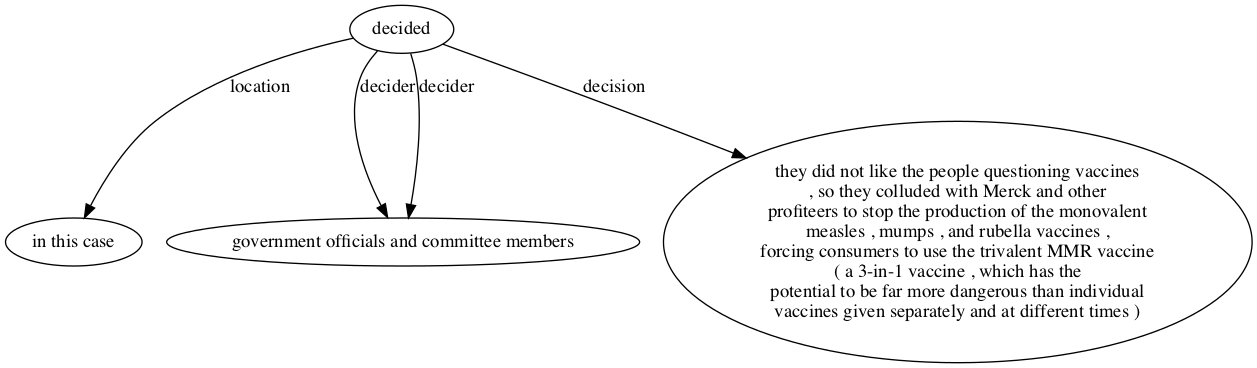 decided
location
decider
decider
decision
in this case
government officials and committee members
they did not like the people questioning vaccines
, so they colluded with Merck and other
profiteers to stop the production of the monovalent
measles , mumps , and rubella vaccines ,
forcing consumers to use the trivalent MMR vaccine
( a 3-in-1 vaccine , which has the
potential to be far more dangerous than individual
vaccines given separately and at different times )